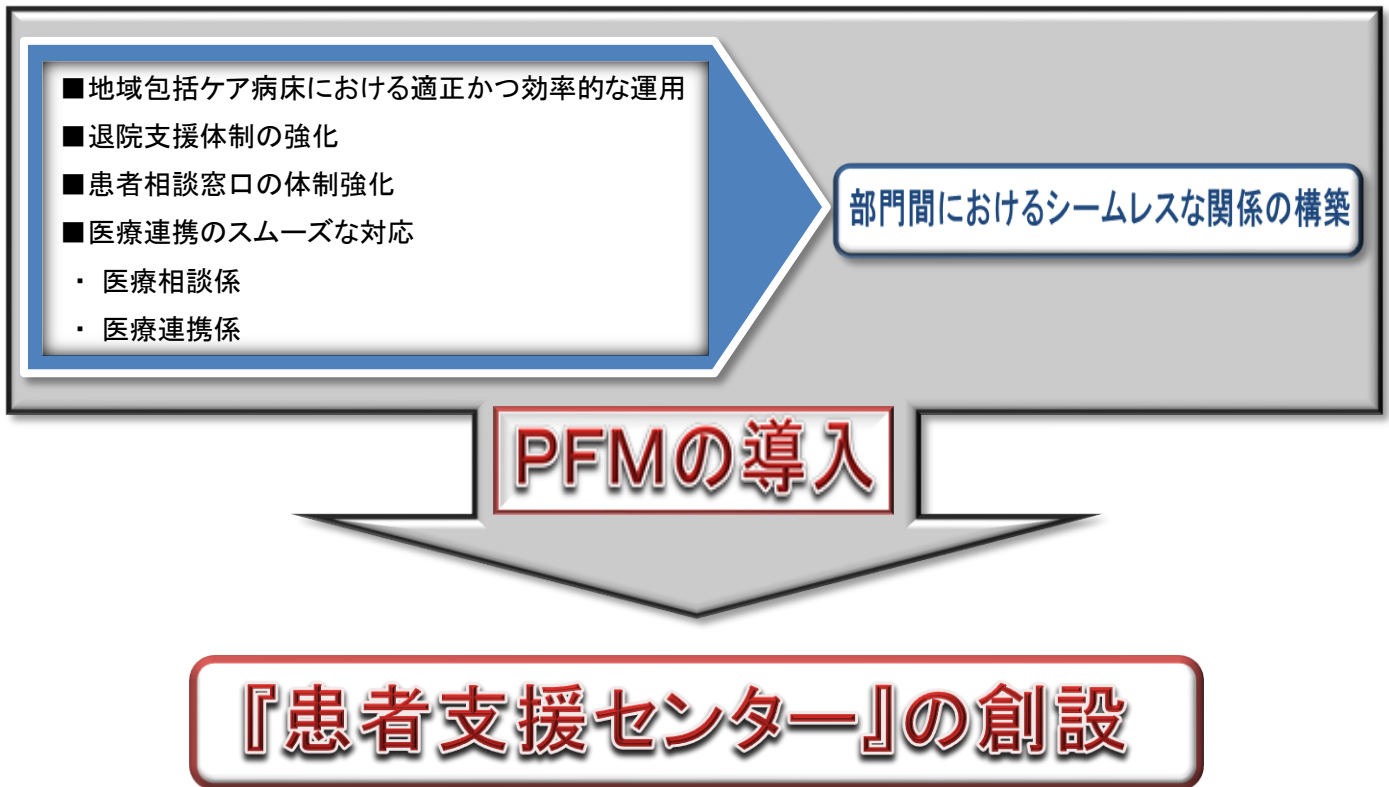 ■地域包括ケア病床における適正かつ効率的な運用
■退院支援体制の強化
■患者相談窓口の体制強化
■医療連携のスムーズな対応
・ 医療相談係
・ 医療連携係
部門間におけるシームレスな関係の構築
PFMの導入
『患者支援センター』の創設